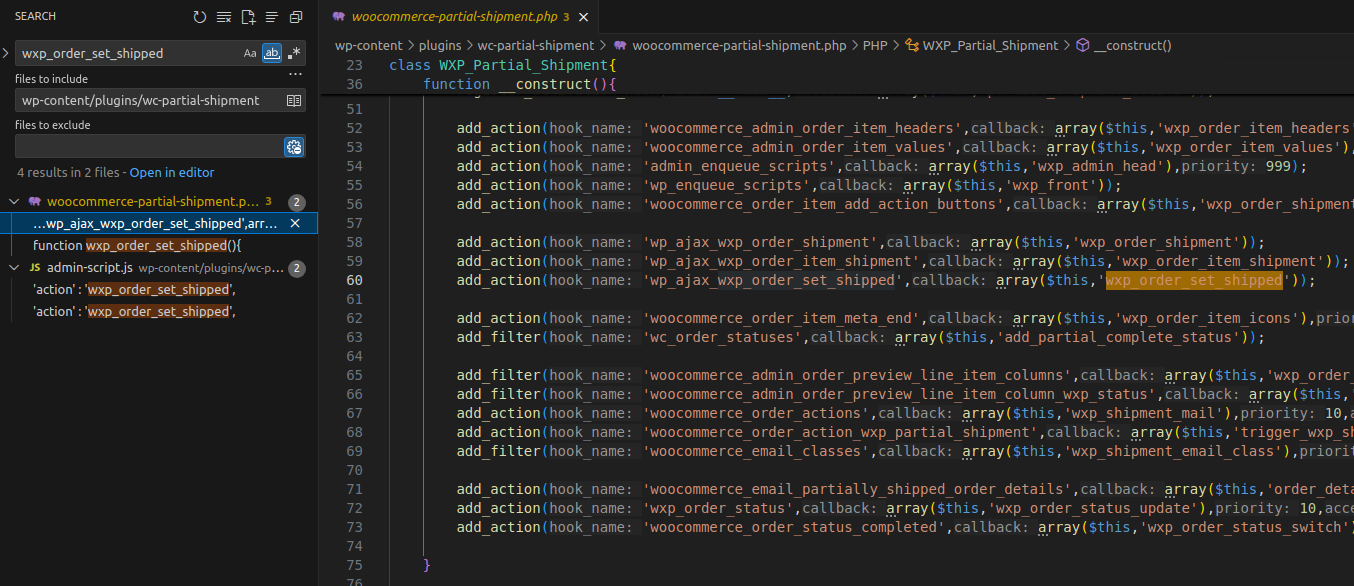 SEARCH
wxp_order_set_shipped Aa ab .*
files to include
wp-content/plugins/wc-partial-shipment
files to exclude
4 results in 2 files - Open in editor
woocommerce-partial-shipment.p... 3 2
...wp_ajax_wxp_order_set_shipped',arr...
function wxp_order_set_shipped(){
JS admin-script.js wp-content/plugins/wc-p... 2
'action' : 'wxp_order_set_shipped',
'action' : 'wxp_order_set_shipped',
woocommerce-partial-shipment.php 3
wp-content > plugins > wc-partial-shipment > woocommerce-partial-shipment.php > PHP > WXP_Partial_Shipment > __construct()
23 class WXP_Partial_Shipment{
36 function __construct(){
51
52 add_action(hook_name: 'woocommerce_admin_order_item_headers',callback: array($this,'wxp_order_item_headers'
53 add_action(hook_name: 'woocommerce_admin_order_item_values',callback: array($this,'wxp_order_item_values'),
54 add_action(hook_name: 'admin_enqueue_scripts',callback: array($this,'wxp_admin_head'),priority: 999);
55 add_action(hook_name: 'wp_enqueue_scripts',callback: array($this,'wxp_front'));
56 add_action(hook_name: 'woocommerce_order_item_add_action_buttons',callback: array($this,'wxp_order_shipment
57
58 add_action(hook_name: 'wp_ajax_wxp_order_shipment',callback: array($this,'wxp_order_shipment'));
59 add_action(hook_name: 'wp_ajax_wxp_order_item_shipment',callback: array($this,'wxp_order_item_shipment'));
60 add_action(hook_name: 'wp_ajax_wxp_order_set_shipped',callback: array($this,'wxp_order_set_shipped'));
61
62 add_action(hook_name: 'woocommerce_order_item_meta_end',callback: array($this,'wxp_order_item_icons'),prio
63 add_filter(hook_name: 'wc_order_statuses',callback: array($this,'add_partial_complete_status'));
64
65 add_filter(hook_name: 'woocommerce_admin_order_preview_line_item_columns',callback: array($this,'wxp_order_
66 add_filter(hook_name: 'woocommerce_admin_order_preview_line_item_column_wxp_status',callback: array($this,
67 add_action(hook_name: 'woocommerce_order_actions',callback: array($this,'wxp_shipment_mail'),priority: 10,a
68 add_action(hook_name: 'woocommerce_order_action_wxp_partial_shipment',callback: array($this,'trigger_wxp_sh
69 add_filter(hook_name: 'woocommerce_email_classes',callback: array($this,'wxp_shipment_email_class'),priorit
70
71 add_action(hook_name: 'woocommerce_email_partially_shipped_order_details',callback: array($this,'order_deta
72 add_action(hook_name: 'wxp_order_status',callback: array($this,'wxp_order_status_update'),priority: 10,acce
73 add_action(hook_name: 'woocommerce_order_status_completed',callback: array($this,'wxp_order_status_switch'
74
75 }
76